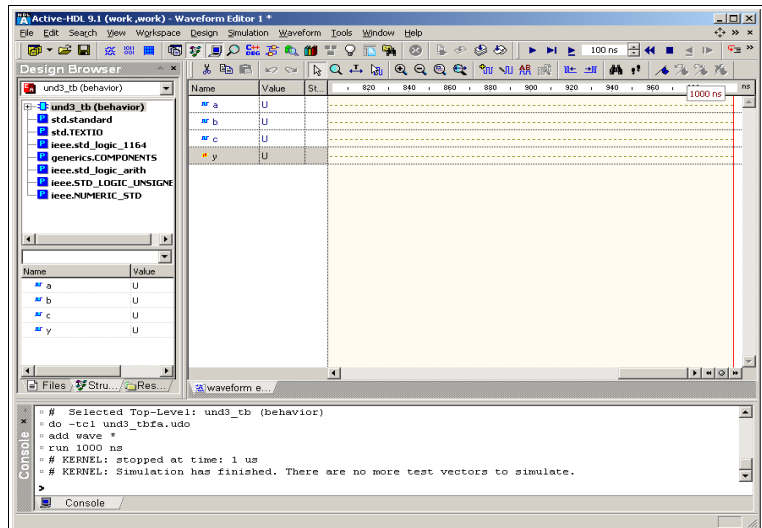 Active-HDL 9.1 (work ,work) - Waveform Editor 1 *
File Edit Search View Workspace Design Simulation Waveform Tools Window Help
100 ns
Design Browser
und3_tb (behavior)
und3_tb (behavior)
std.standard
std.TEXTIO
ieee.std_logic_1164
generics.COMPONENTS
ieee.std_logic_arith
ieee.STD_LOGIC_UNSIGNE
ieee.NUMERIC_STD
Name Value
a U
b U
c U
y U
Files Stru... Res...
Name Value St... 820 840 860 880 900 920 940 960 ns
1000 ns
a U
b U
c U
y U
waveform e...
Console
# Selected Top-Level: und3_tb (behavior)
do -tcl und3_tbfa.udo
add wave *
run 1000 ns
# KERNEL: stopped at time: 1 us
# KERNEL: Simulation has finished. There are no more test vectors to simulate.
>
Console